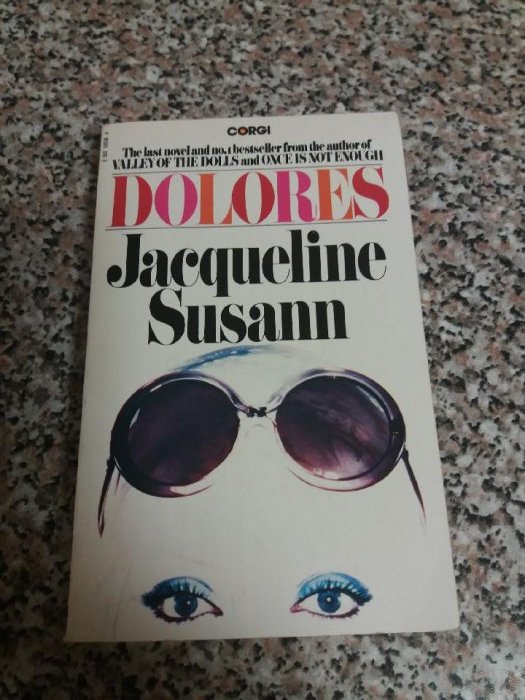 CORGI
The last novel and no.1 bestseller from the author of
VALLEY OF THE DOLLS and ONCE IS NOT ENOUGH
DOLORES
Jacqueline
Susann